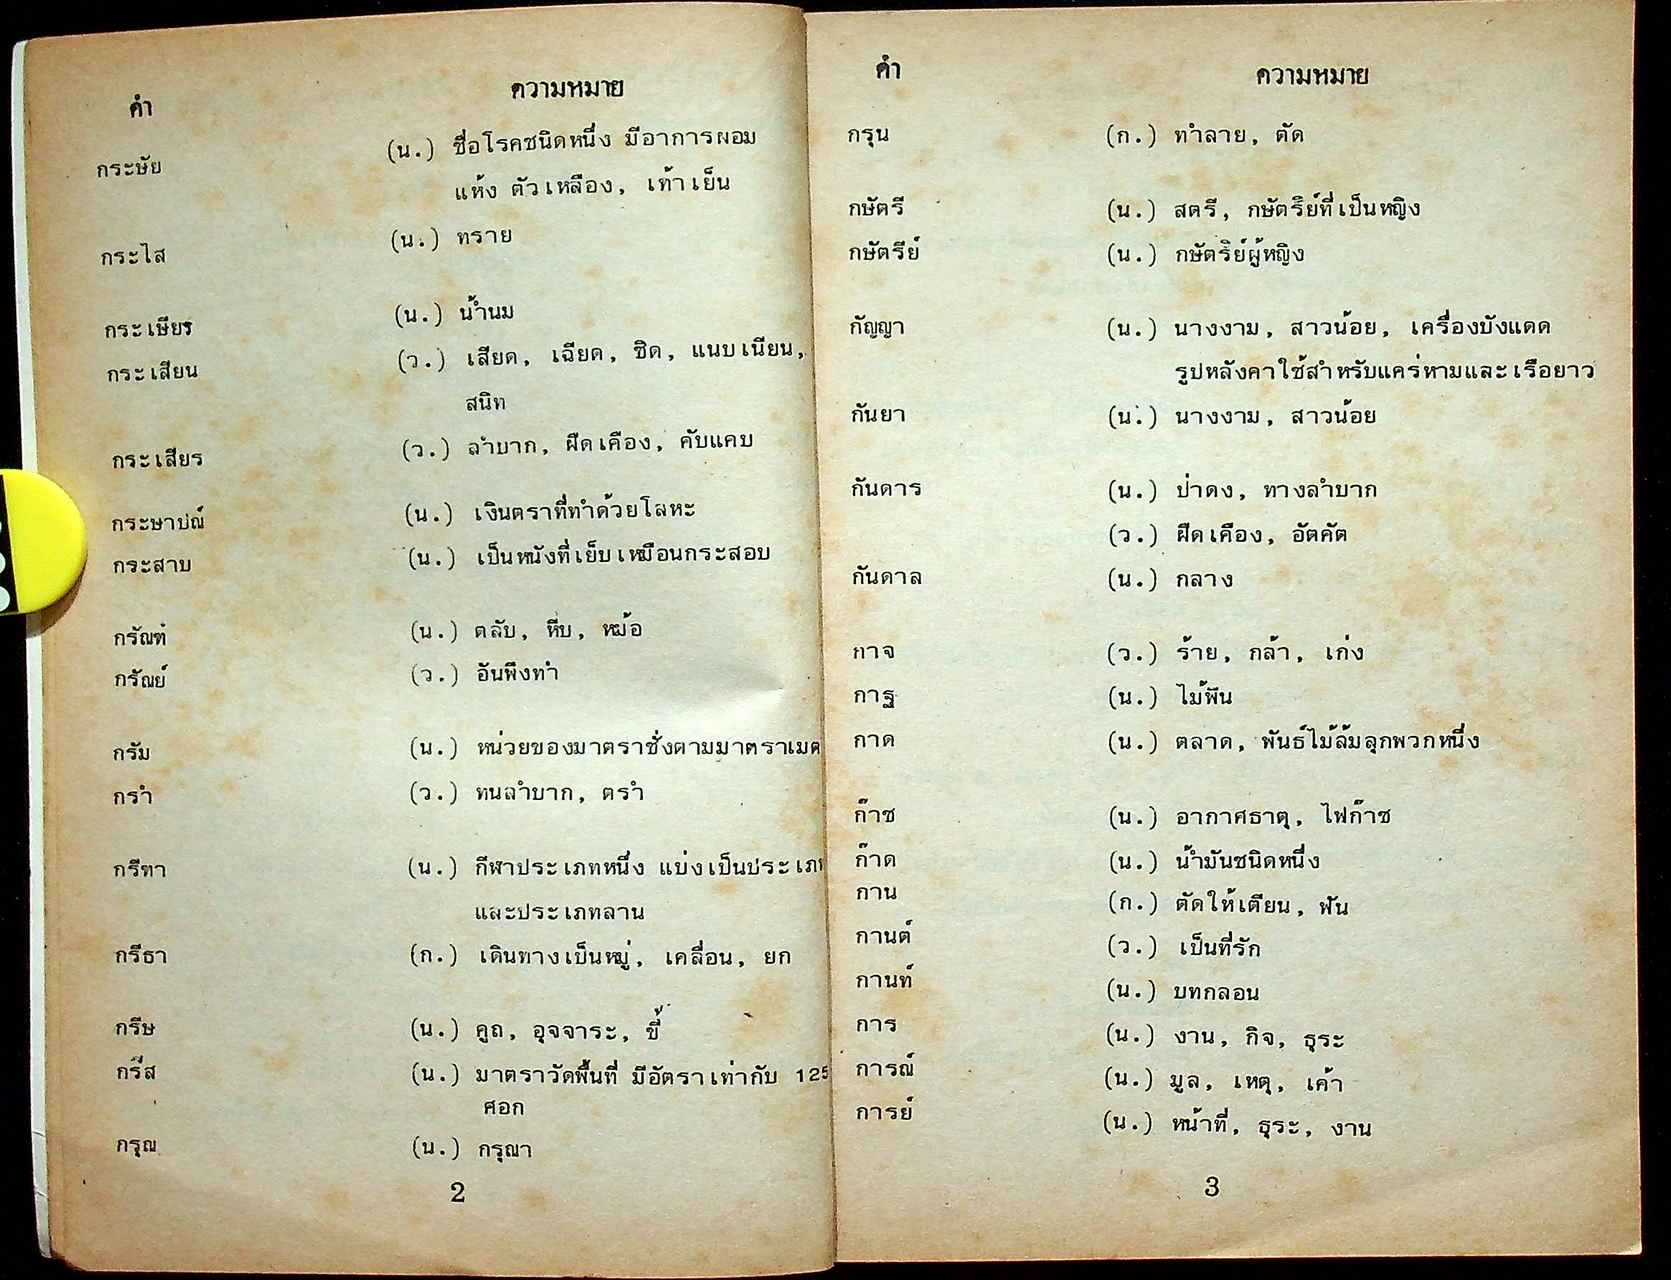 คำ ความหมาย
กระษัย (น.) ชื่อโรคชนิดหนึ่ง มีอาการผอม
แห้ง ตัวเหลือง, เท้าเย็น
กระไส (น.) ทราย
กระเษียร (น.) น้ำนม
กระเสียน (ว.) เสียด, เฉียด, ชิด, แนบเนียน,
สนิท
กระเสียร (ว.) ลำบาก, ฝืดเคือง, คับแคบ
กระษาปณ์ (น.) เงินตราที่ทำด้วยโลหะ
กระสาบ (น.) เป็นหนังที่เย็บเหมือนกระสอบ
กรัณฑ์ (น.) ตลับ, หีบ, หม้อ
กรัณย์ (ว.) อันพึงทำ
กรัม (น.) หน่วยของมาตราชั่งตามมาตราเมต
กรำ (ว.) ทนลำบาก, ตรำ
กรีฑา (น.) กีฬาประเภทหนึ่ง แบ่งเป็นประเภ
และประเภทลาน
กรีธา (ก.) เดินทางเป็นหมู่, เคลื่อน, ยก
กรีษ (น.) คูถ, อุจจาระ, ขี้
กรีส (น.) มาตราวัดพื้นที่ มีอัตราเท่ากับ 125
ศอก
กรุณ (น.) กรุณา
2
คำ ความหมาย
กรุน (ก.) ทำลาย, ตัด
กษัตรี (น.) สตรี, กษัตริย์ที่เป็นหญิง
กษัตรีย์ (น.) กษัตริย์ผู้หญิง
กัญญา (น.) นางงาม, สาวน้อย, เครื่องบังแดด
รูปหลังคาใช้สำหรับแคร่หามและเรือยาว
กันยา (น.) นางงาม, สาวน้อย
กันดาร (น.) ป่าดง, ทางลำบาก
(ว.) ฝืดเคือง, อัตคัต
กันดาล (น.) กลาง
กาจ (ว.) ร้าย, กล้า, เก่ง
กาฐ (น.) ไม้ฟืน
กาด (น.) ตลาด, พันธ์ไม้ล้มลุกพวกหนึ่ง
ก๊าช (น.) อากาศธาตุ, ไฟก๊าช
ก๊าด (น.) น้ำมันชนิดหนึ่ง
กาน (ก.) ตัดให้เตียน, ฟัน
กานต์ (ว.) เป็นที่รัก
กานท์ (น.) บทกลอน
การ (น.) งาน, กิจ, ธุระ
การณ์ (น.) มูล, เหตุ, เค้า
การย์ (น.) หน้าที่, ธุระ, งาน
3